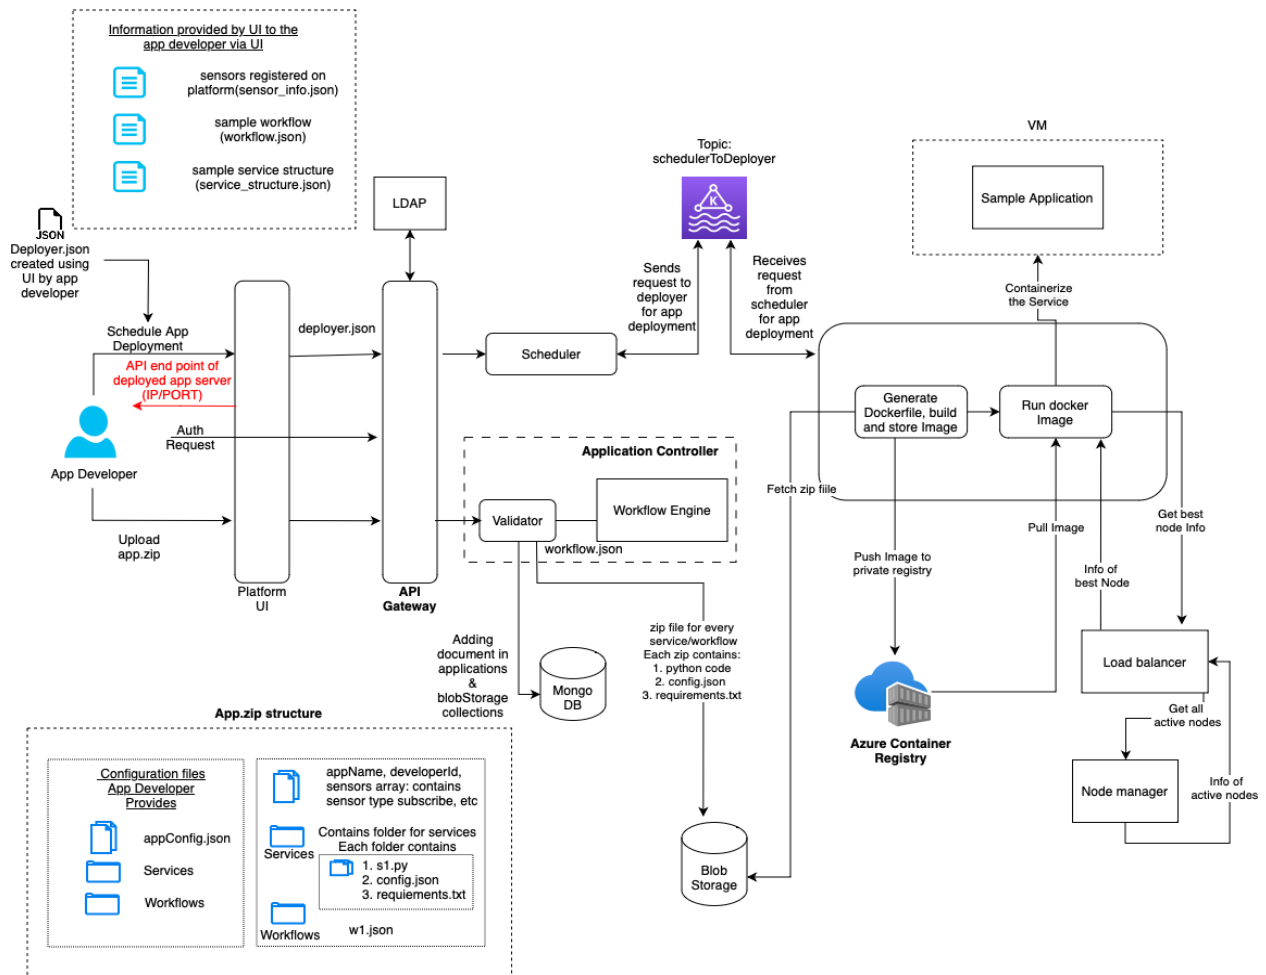 Information provided by UI to the
app developer via UI
sensors registered on
platform(sensor_info.json)
sample workflow
(workflow.json)
sample service structure
(service_structure.json)
JSON
Deployer.json
created using
UI by app
developer
LDAP
Topic:
schedulerToDeployer
K
VM
Sample Application
Schedule App
Deployment
API end point of
deployed app server
(IP/PORT)
Auth
Request
App Developer
Upload
app.zip
deployer.json
Platform
UI
API
Gateway
Scheduler
Sends
request to
deployer
for app
deployment
Receives
request
from
scheduler
for app
deployment
Containerize
the Service
Generate
Dockerfile, build
and store Image
Run docker
Image
Application Controller
Validator
Workflow Engine
workflow.json
Fetch zip fiile
Push Image to
private registry
Pull Image
Get best
node Info
Info of
best Node
Adding
document in
applications
&
blobStorage
collections
Mongo
DB
zip file for every
service/workflow
Each zip contains:
1. python code
2. config.json
3. requirements.txt
Azure Container
Registry
Load balancer
Get all
active nodes
Node manager
Info of
active nodes
Blob
Storage
App.zip structure
Configuration files
App Developer
Provides
appConfig.json
Services
Workflows
appName, developerId,
sensors array: contains
sensor type subscribe, etc
Services
Contains folder for services
Each folder contains
1. s1.py
2. config.json
3. requiements.txt
Workflows
w1.json